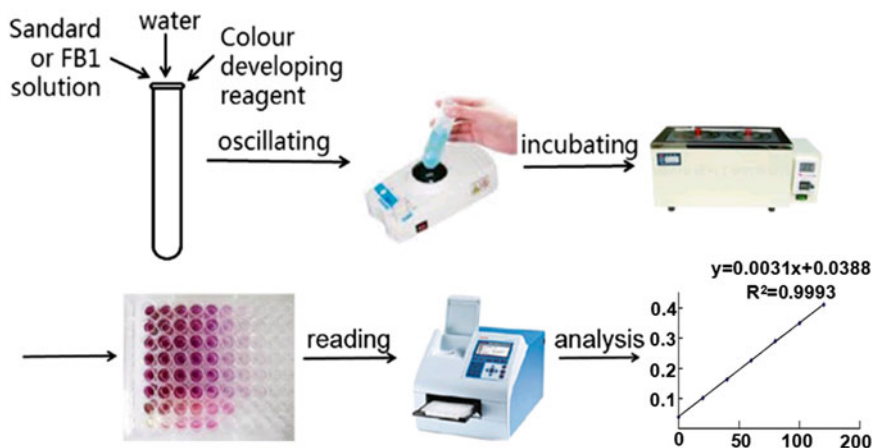 water
Sandard
or FB1
solution
Colour
developing
reagent
oscillating
incubating
reading
analysis
y=0.0031x+0.0388
R²=0.9993
0.4
0.3
0.2
0.1
0 50 100 200